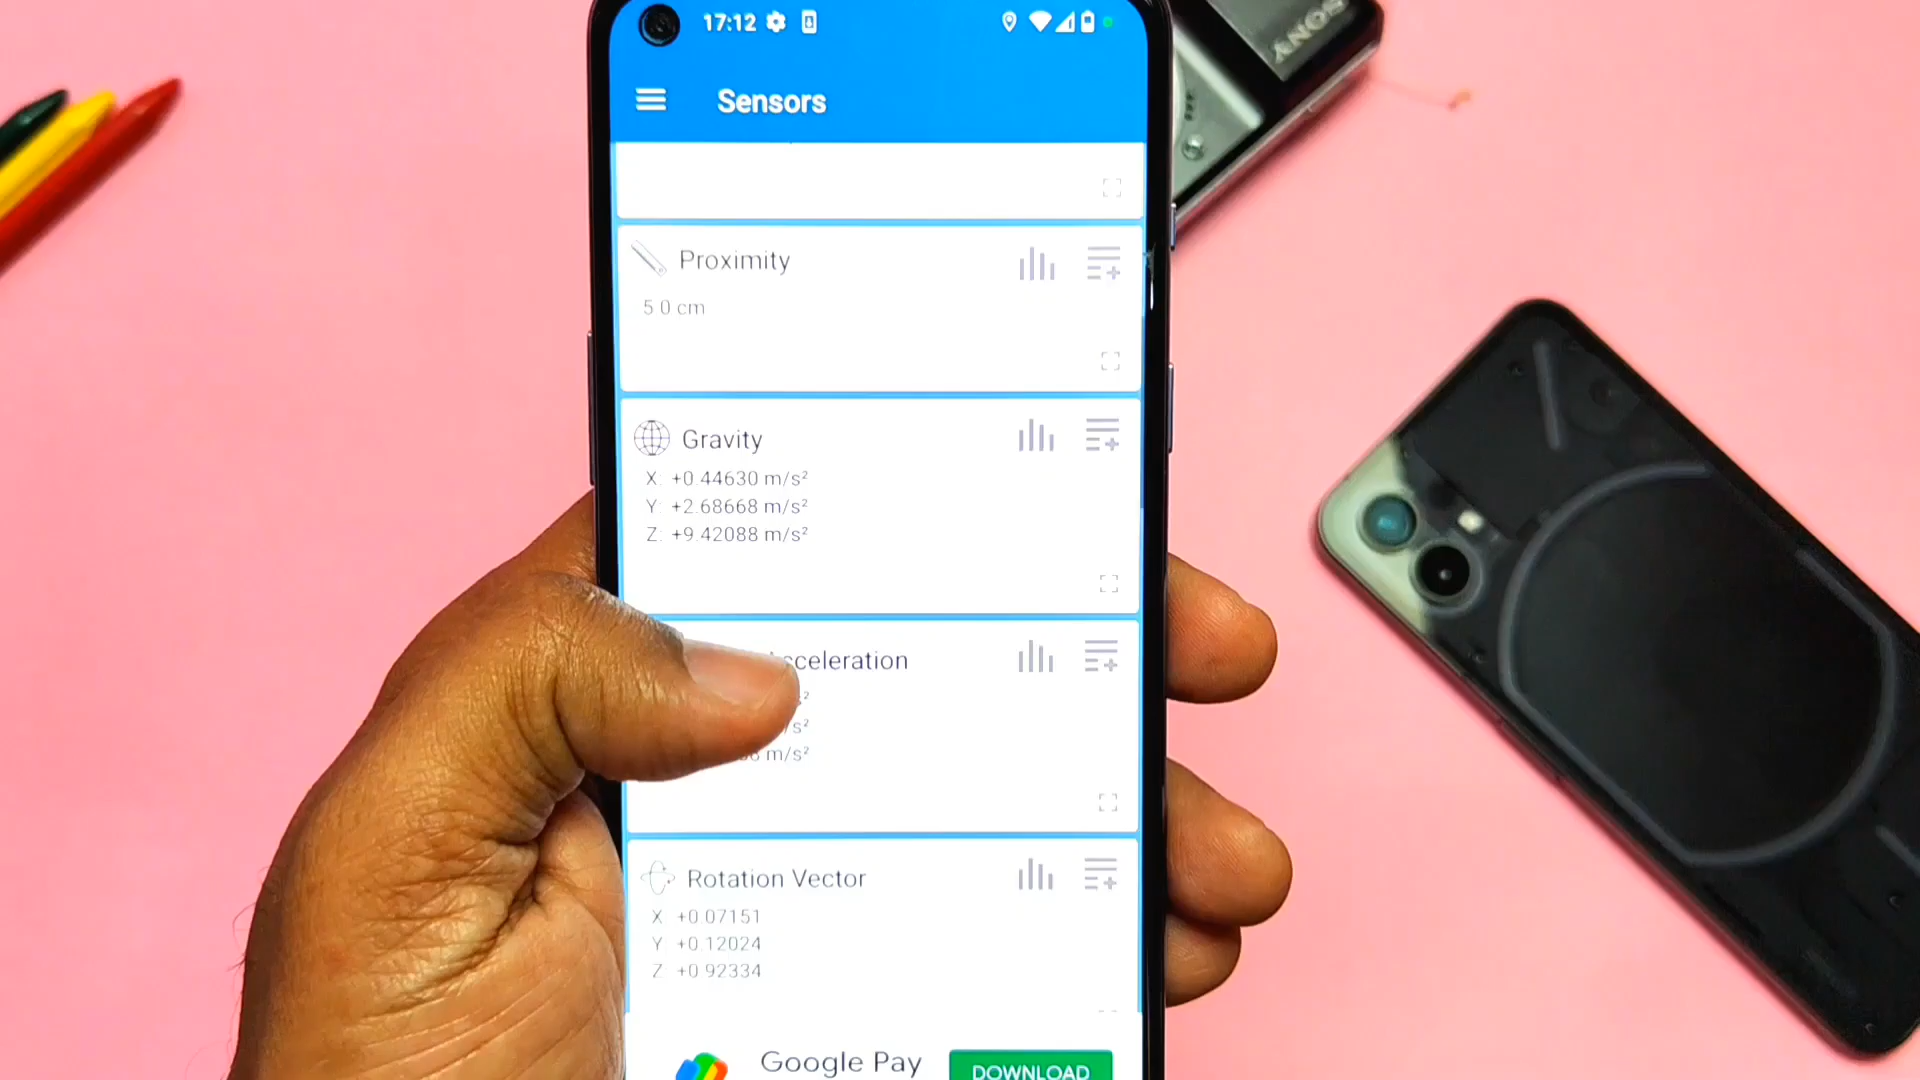 17:12
SONY
Sensors
Proximity
5.0 cm
Gravity
X: +0.44630 m/s²
Y: +2.68668 m/s²
Z: +9.42088 m/s²
cceleration
s²
/s²
m/s²
Rotation Vector
X: +0.07151
Y: +0.12024
Z: +0.92334
Google Pay
DOWNLOAD